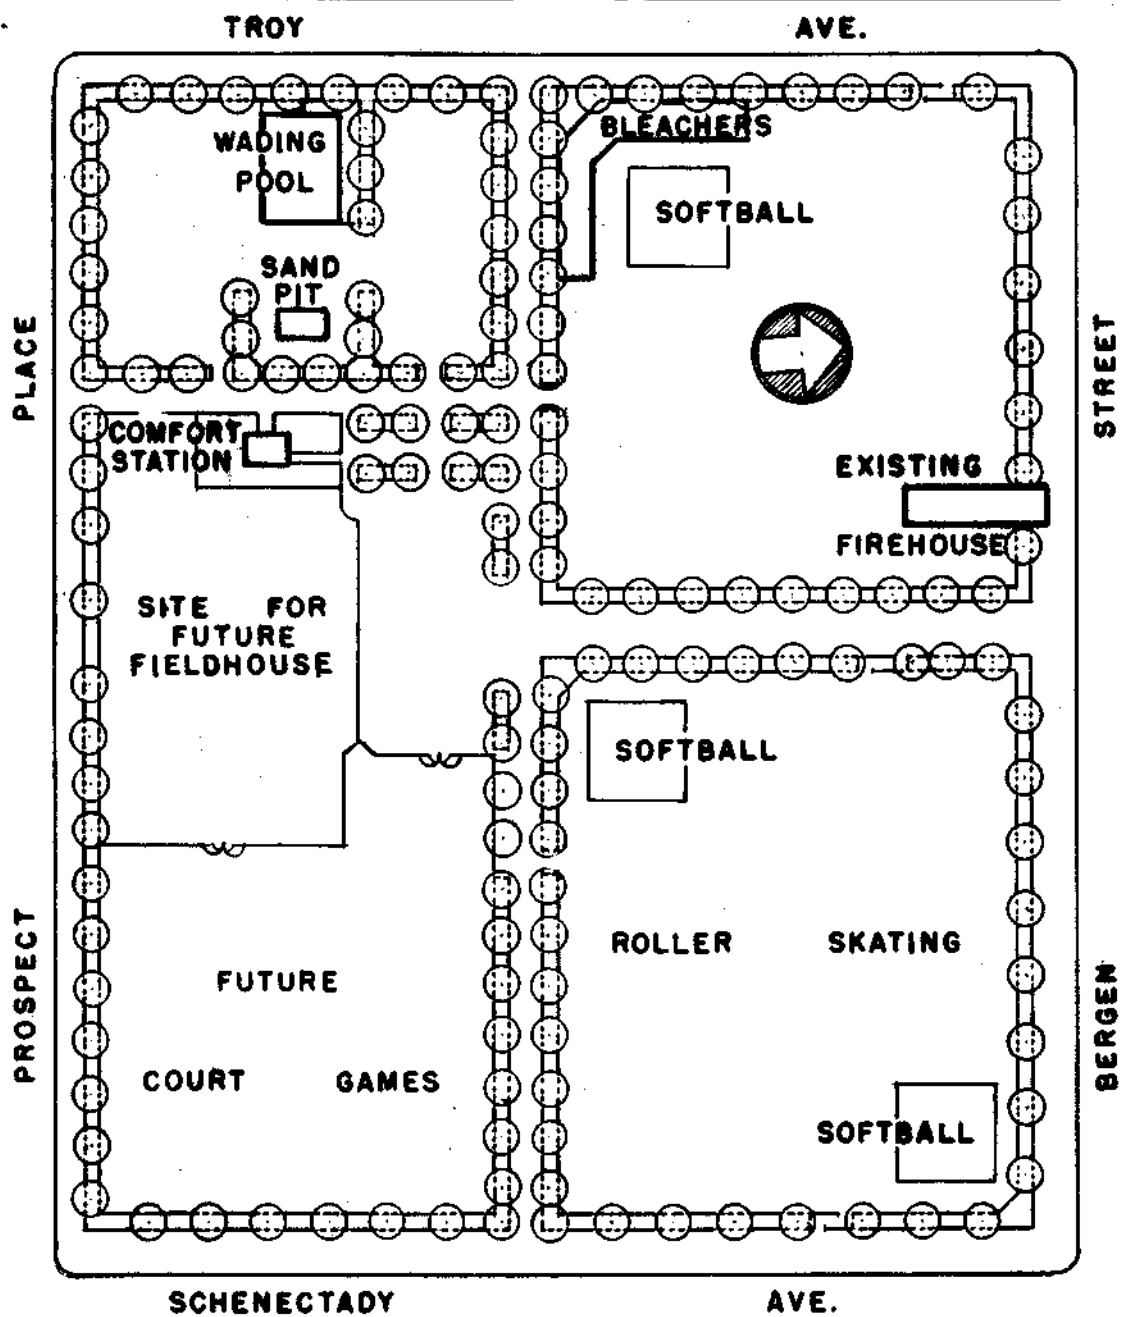 TROY AVE.
WADING
POOL
BLEACHERS
SOFTBALL
SAND
PIT
PLACE
STREET
COMFORT
STATION
EXISTING
FIREHOUSE
SITE FOR
FUTURE
FIELDHOUSE
SOFTBALL
ROLLER SKATING
FUTURE
COURT GAMES
PROSPECT
BERGEN
SOFTBALL
SCHENECTADY AVE.